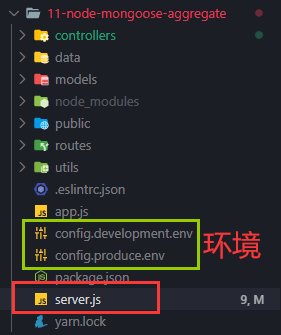 11-node-mongoose-aggregate
controllers
data
models
node_modules
public
routes
utils
.eslintrc.json
app.js
config.development.env
config.produce.env
环境
package.json
server.js 9, M
yarn.lock